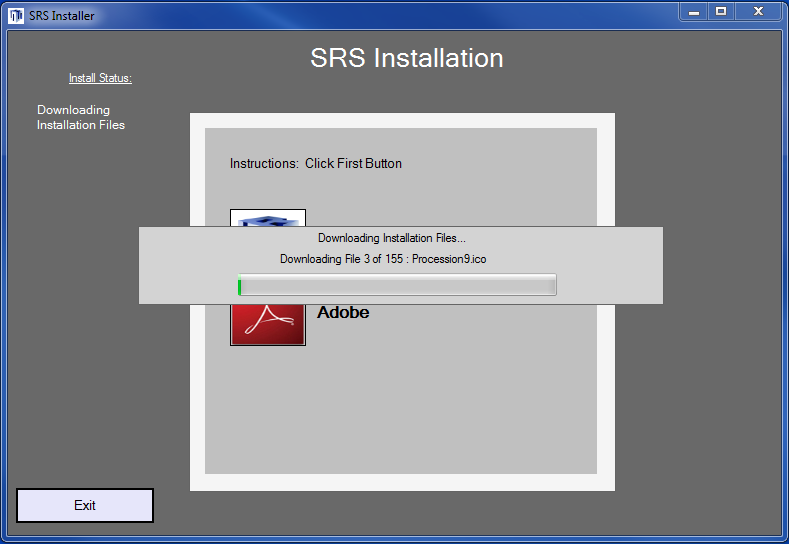 SRS Installer
SRS Installation
Install Status:
Downloading
Installation Files
Instructions: Click First Button
Downloading Installation Files...
Downloading File 3 of 155 : Procession9.ico
Adobe
Exit